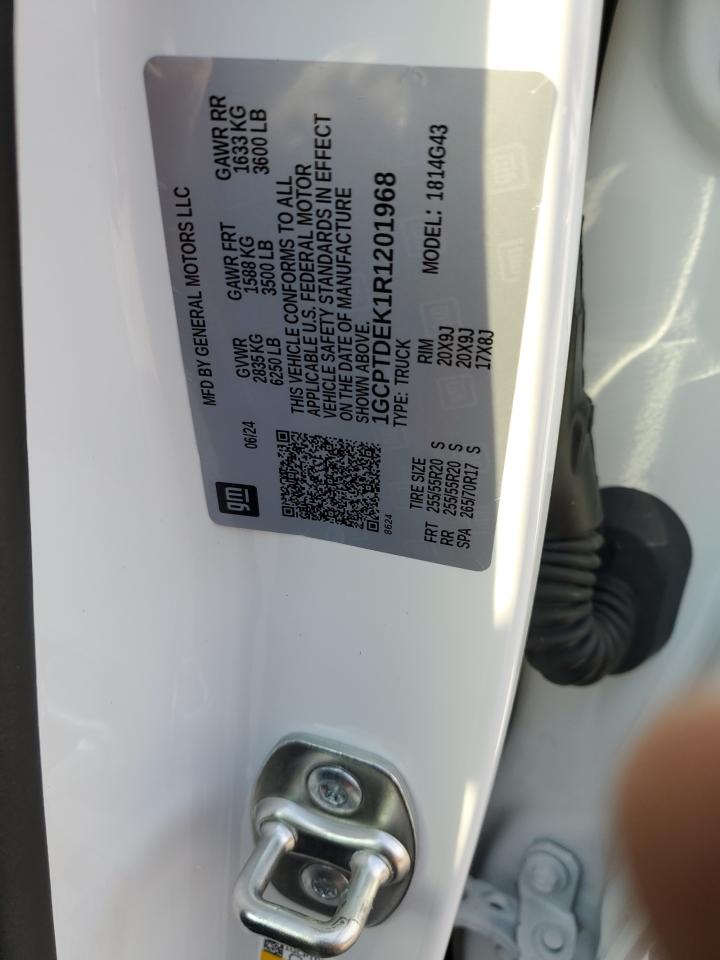 gm
MFD BY GENERAL MOTORS LLC
06/24
GVWR GAWR FRT GAWR RR
2835 KG 1588 KG 1633 KG
6250 LB 3500 LB 3600 LB
THIS VEHICLE CONFORMS TO ALL
APPLICABLE U.S. FEDERAL MOTOR
VEHICLE SAFETY STANDARDS IN EFFECT
ON THE DATE OF MANUFACTURE
SHOWN ABOVE.
1GCPTDEK1R1201968
8624
TYPE: TRUCK
MODEL: 1814G43
TIRE SIZE RIM
FRT 255/55R20 S 20X9J
RR 255/55R20 S 20X9J
SPA 265/70R17 S 17X8J